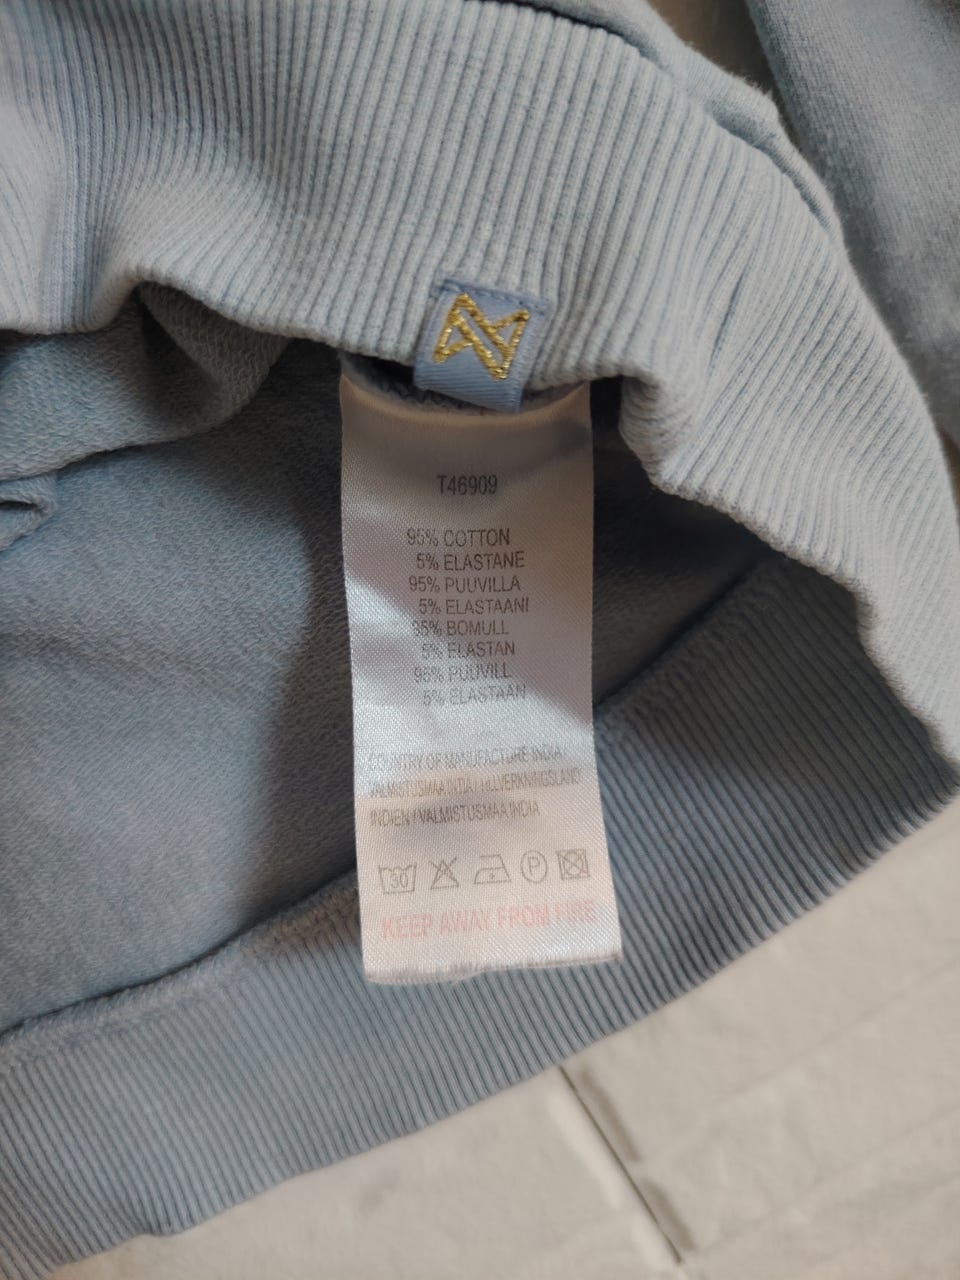 T46909
95% COTTON
5% ELASTANE
95% PUUVILLA
5% ELASTAANI
95% BOMULL
5% ELASTAN
95% PUUVILL
5% ELASTAAN
COUNTRY OF MANUFACTURE INDIA /
VALMISTUSMAA INTIA / TILLVERKNINGSLAND
INDIEN / VALMISTUSMAA INDIA
30 P
KEEP AWAY FROM FIRE